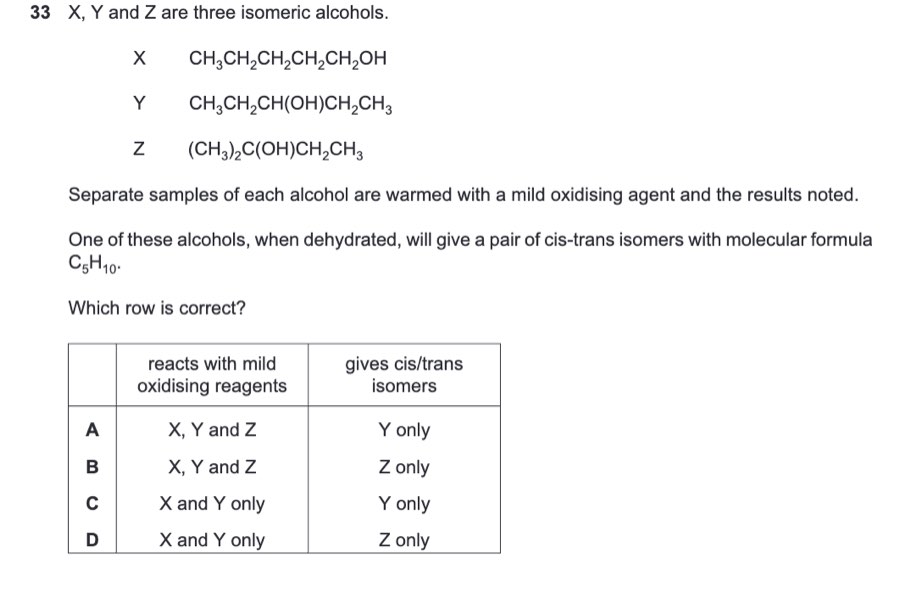 33 X, Y and Z are three isomeric alcohols.
X CH₃CH₂CH₂CH₂CH₂OH
Y CH₃CH₂CH(OH)CH₂CH₃
Z (CH₃)₂C(OH)CH₂CH₃
Separate samples of each alcohol are warmed with a mild oxidising agent and the results noted.
One of these alcohols, when dehydrated, will give a pair of cis-trans isomers with molecular formula
C₅H₁₀.
Which row is correct?
reacts with mild gives cis/trans
oxidising reagents isomers
A X, Y and Z Y only
B X, Y and Z Z only
C X and Y only Y only
D X and Y only Z only